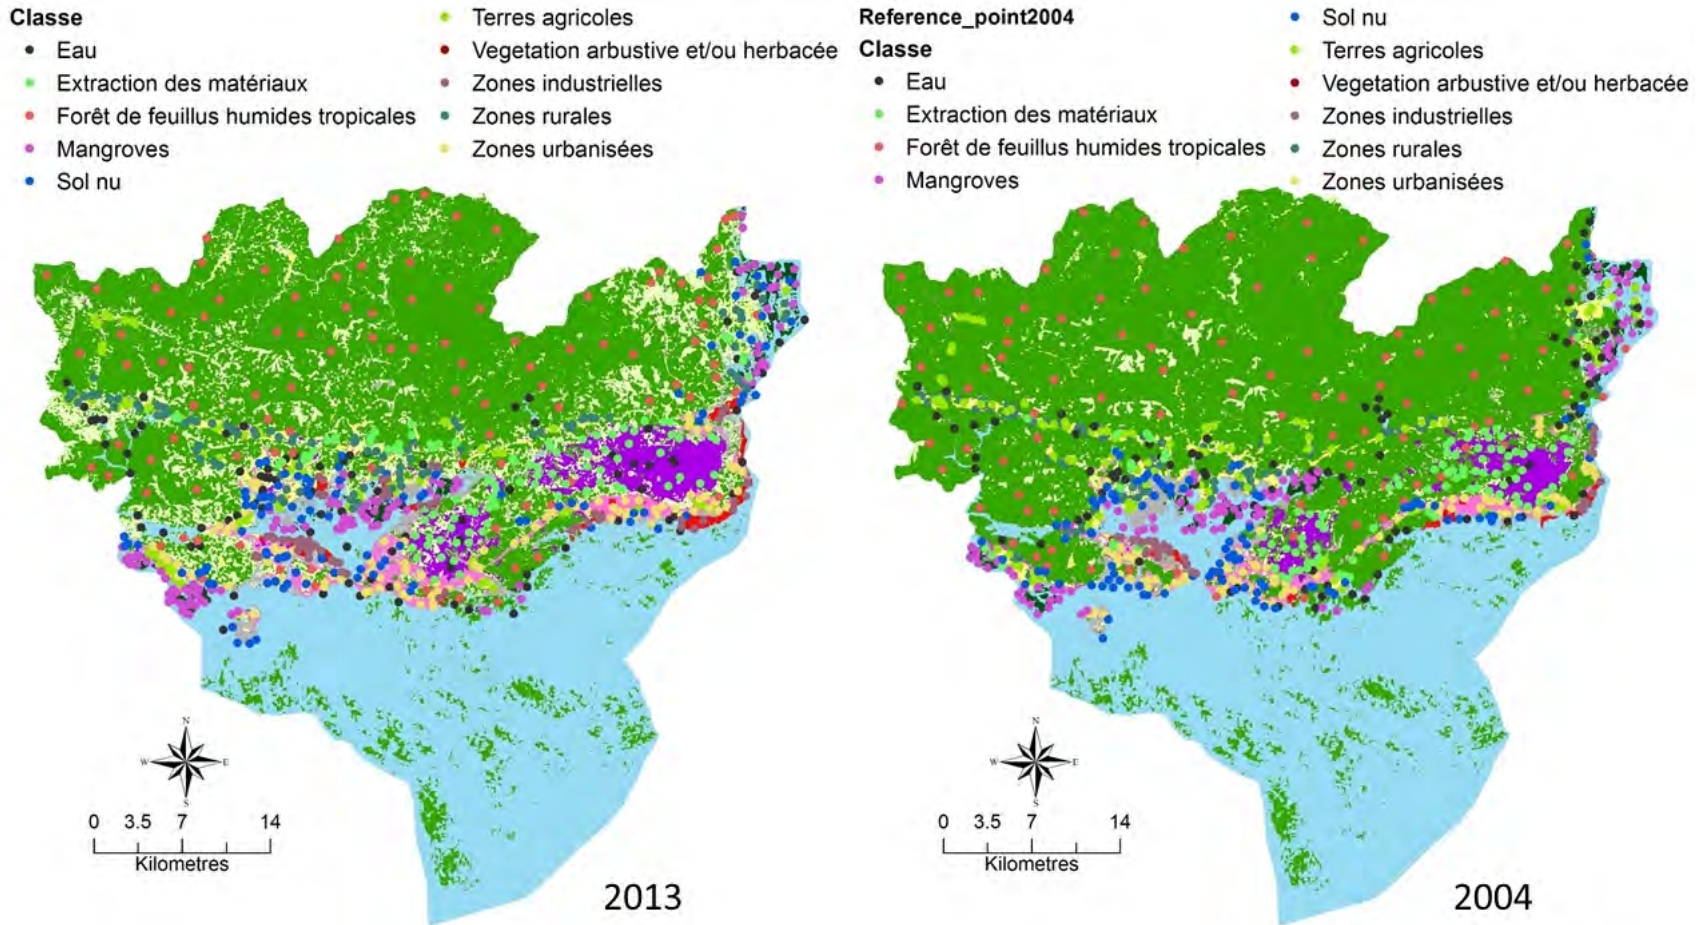 Classe
Eau
Extraction des matériaux
Forêt de feuillus humides tropicales
Mangroves
Sol nu
Terres agricoles
Vegetation arbustive et/ou herbacée
Zones industrielles
Zones rurales
Zones urbanisées
N
W E
S
0 3.5 7 14
Kilometres
2013
Reference_point2004
Classe
Eau
Extraction des matériaux
Forêt de feuillus humides tropicales
Mangroves
Sol nu
Terres agricoles
Vegetation arbustive et/ou herbacée
Zones industrielles
Zones rurales
Zones urbanisées
N
W E
S
0 3.5 7 14
Kilometres
2004